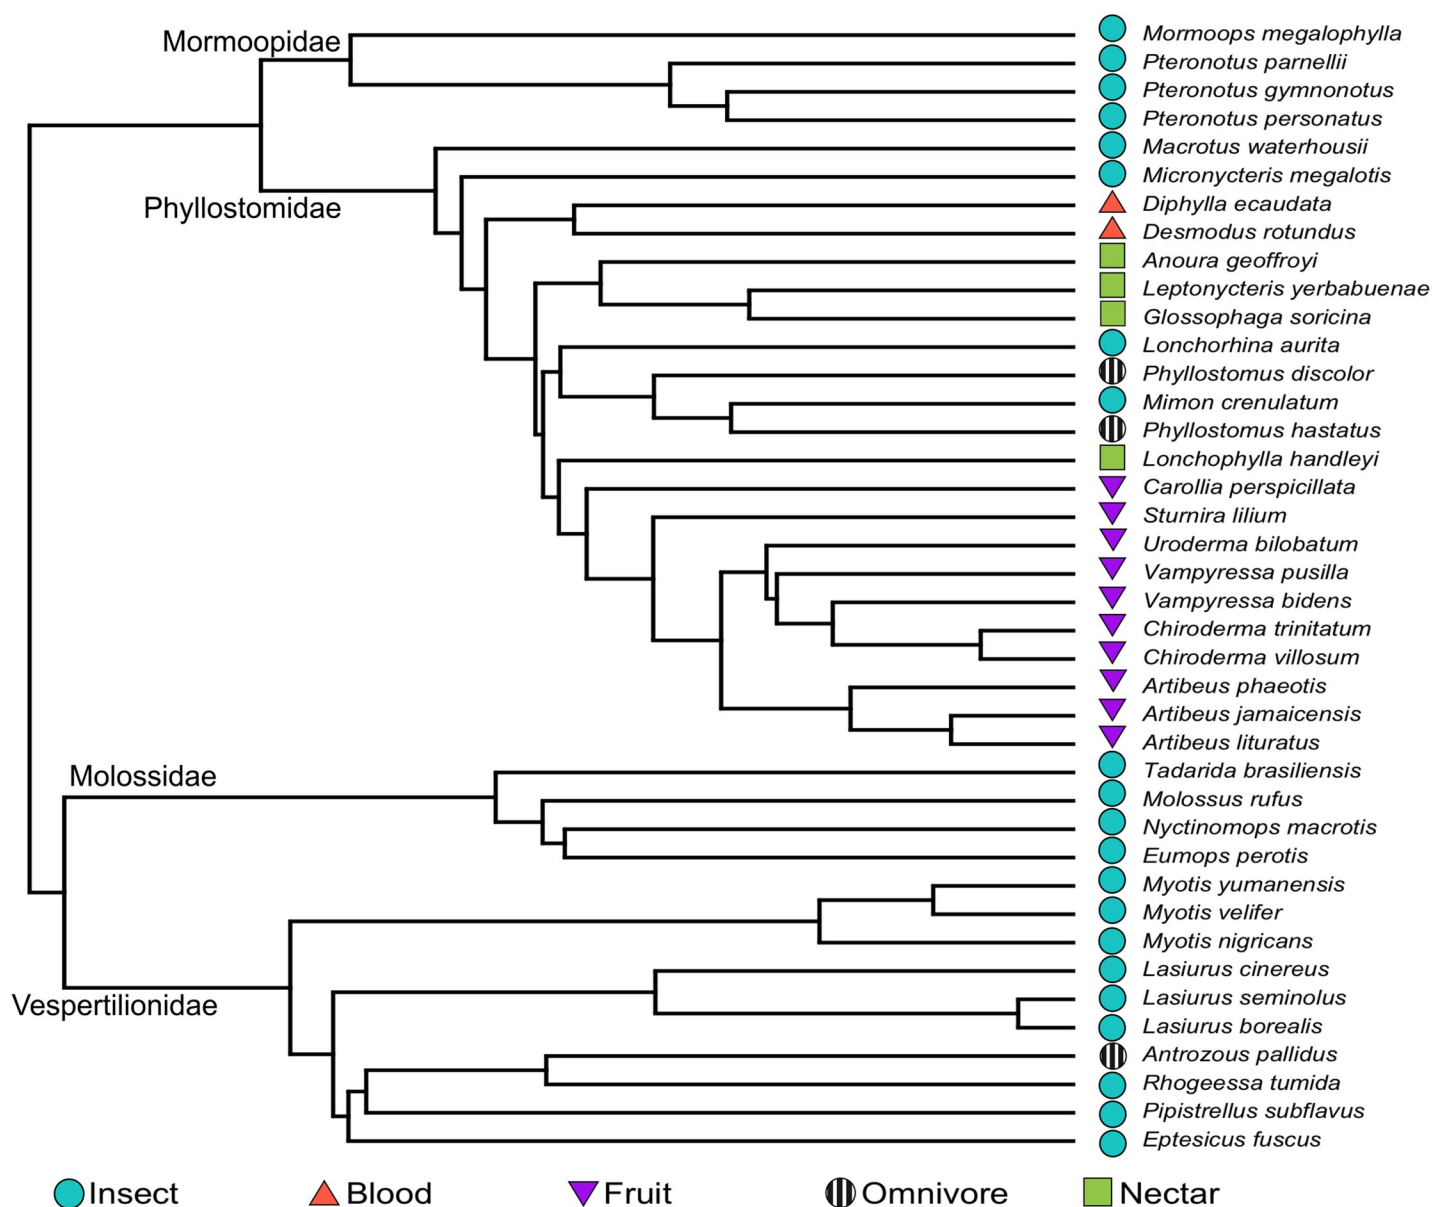 Mormoopidae
Mormoops megalophylla
Pteronotus parnellii
Pteronotus gymnonotus
Pteronotus personatus
Macrotus waterhousii
Micronycteris megalotis
Phyllostomidae
Diphylla ecaudata
Desmodus rotundus
Anoura geoffroyi
Leptonycteris yerbabuenae
Glossophaga soricina
Lonchorhina aurita
Phyllostomus discolor
Mimon crenulatum
Phyllostomus hastatus
Lonchophylla handleyi
Carollia perspicillata
Sturnira lilium
Uroderma bilobatum
Vampyressa pusilla
Vampyressa bidens
Chiroderma trinitatum
Chiroderma villosum
Artibeus phaeotis
Artibeus jamaicensis
Artibeus lituratus
Molossidae
Tadarida brasiliensis
Molossus rufus
Nyctinomops macrotis
Eumops perotis
Myotis yumanensis
Myotis velifer
Myotis nigricans
Lasiurus cinereus
Lasiurus seminolus
Vespertilionidae
Lasiurus borealis
Antrozous pallidus
Rhogeessa tumida
Pipistrellus subflavus
Eptesicus fuscus
Insect Blood Fruit Omnivore Nectar